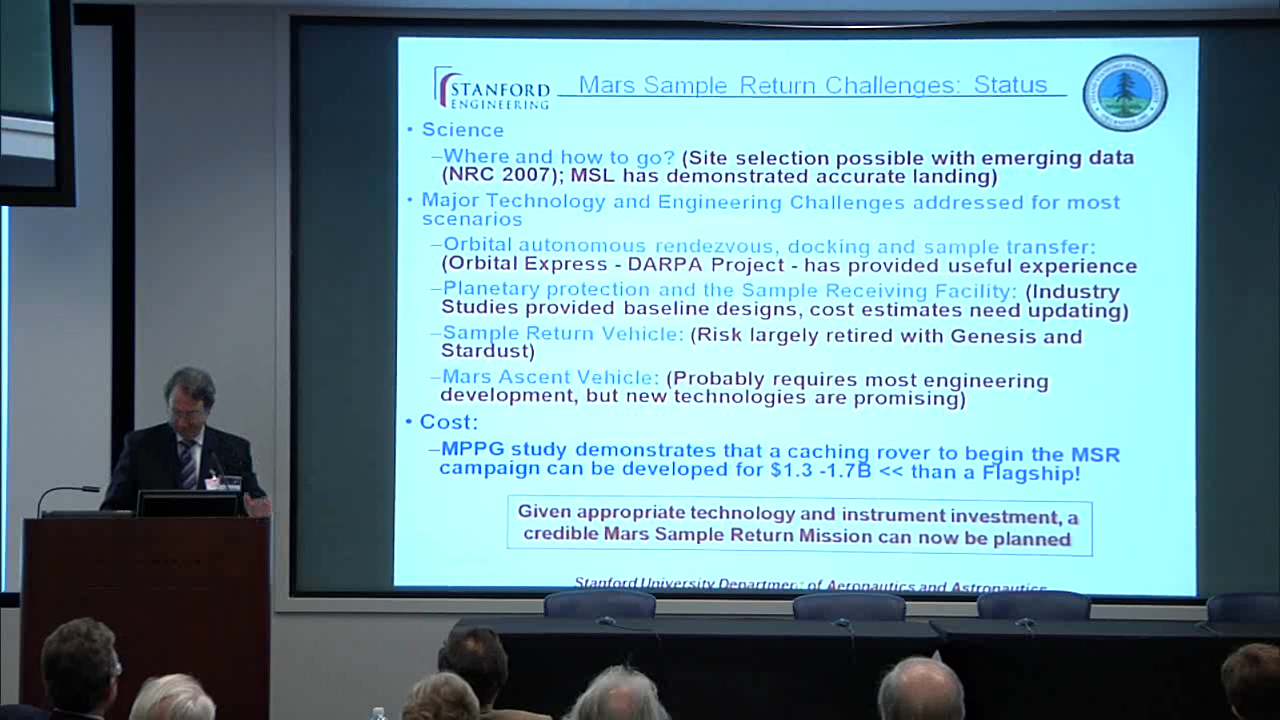 STANFORD
ENGINEERING
Mars Sample Return Challenges: Status
• Science
–Where and how to go? (Site selection possible with emerging data
(NRC 2007); MSL has demonstrated accurate landing)
• Major Technology and Engineering Challenges addressed for most
scenarios
–Orbital autonomous rendezvous, docking and sample transfer:
(Orbital Express - DARPA Project - has provided useful experience
–Planetary protection and the Sample Receiving Facility: (Industry
Studies provided baseline designs, cost estimates need updating)
–Sample Return Vehicle: (Risk largely retired with Genesis and
Stardust)
–Mars Ascent Vehicle: (Probably requires most engineering
development, but new technologies are promising)
• Cost:
–MPPG study demonstrates that a caching rover to begin the MSR
campaign can be developed for $1.3 -1.7B << than a Flagship!
Given appropriate technology and instrument investment, a
credible Mars Sample Return Mission can now be planned
Stanford University Department of Aeronautics and Astronautics